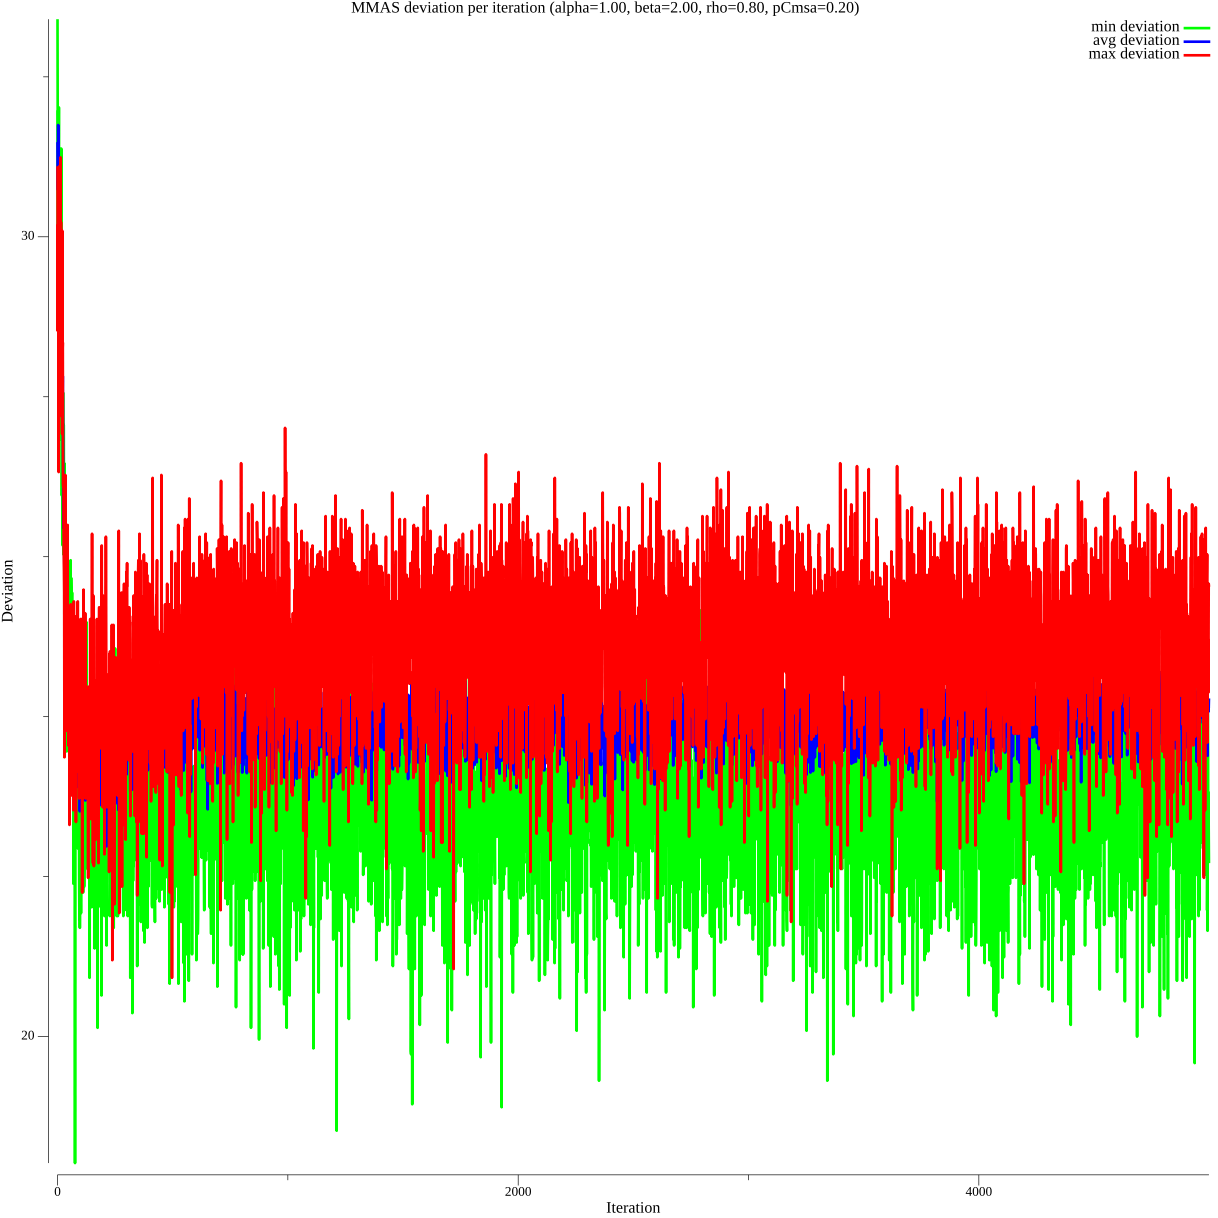 MMAS deviation per iteration (alpha=1.00, beta=2.00, rho=0.80, pCmsa=0.20)
min deviation
avg deviation
max deviation
30
Deviation
20
0
2000
4000
Iteration